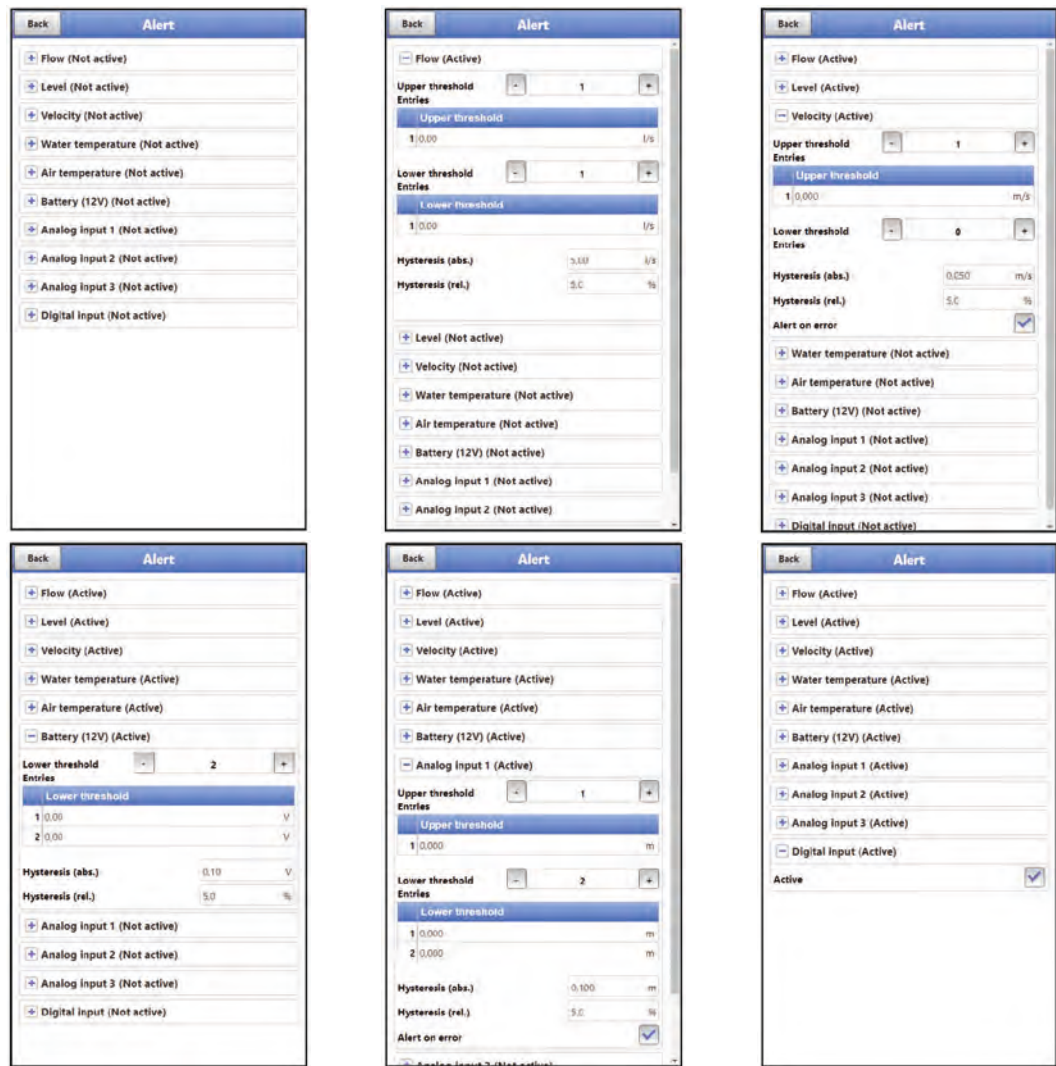 Back Alert
Flow (Not active)
Level (Not active)
Velocity (Not active)
Water temperature (Not active)
Air temperature (Not active)
Battery (12V) (Not active)
Analog input 1 (Not active)
Analog input 2 (Not active)
Analog input 3 (Not active)
Digital input (Not active)
Back Alert
Flow (Active)
Upper threshold - 1 +
Entries
Upper threshold
1 0.00 l/s
Lower threshold - 1 +
Entries
Lower threshold
1 0.00 l/s
Hysteresis (abs.) 5.00 l/s
Hysteresis (rel.) 5.0 %
Level (Not active)
Velocity (Not active)
Water temperature (Not active)
Air temperature (Not active)
Battery (12V) (Not active)
Analog input 1 (Not active)
Analog input 2 (Not active)
Back Alert
Flow (Active)
Level (Active)
Velocity (Active)
Upper threshold - 1 +
Entries
Upper threshold
1 0,000 m/s
Lower threshold - 0 +
Entries
Hysteresis (abs.) 0,050 m/s
Hysteresis (rel.) 5.0 %
Alert on error
Water temperature (Not active)
Air temperature (Not active)
Battery (12V) (Not active)
Analog input 1 (Not active)
Analog input 2 (Not active)
Analog input 3 (Not active)
Digital input (Not active)
Back Alert
Flow (Active)
Level (Active)
Velocity (Active)
Water temperature (Active)
Air temperature (Active)
Battery (12V) (Active)
Lower threshold - 2 +
Entries
Lower threshold
1 0,00 V
2 0,00 V
Hysteresis (abs.) 0,10 V
Hysteresis (rel.) 5.0 %
Analog input 1 (Not active)
Analog input 2 (Not active)
Analog input 3 (Not active)
Digital input (Not active)
Back Alert
Flow (Active)
Level (Active)
Velocity (Active)
Water temperature (Active)
Air temperature (Active)
Battery (12V) (Active)
Analog input 1 (Active)
Upper threshold - 1 +
Entries
Upper threshold
1 0.000 m
Lower threshold - 2 +
Entries
Lower threshold
1 0.000 m
2 0,000 m
Hysteresis (abs.) 0,100 m
Hysteresis (rel.) 5.0 %
Alert on error
Back Alert
Flow (Active)
Level (Active)
Velocity (Active)
Water temperature (Active)
Air temperature (Active)
Battery (12V) (Active)
Analog input 1 (Active)
Analog input 2 (Active)
Analog input 3 (Active)
Digital input (Active)
Active